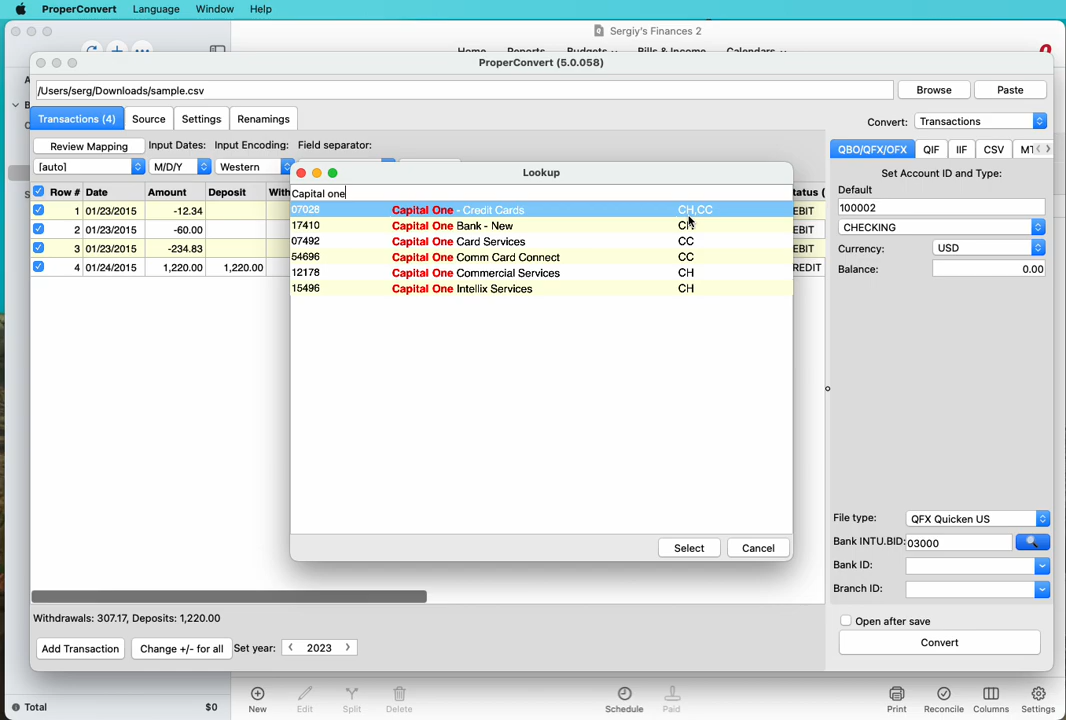 ProperConvert Language Window Help
Sergiy's Finances 2
Home Reports Budgets Bills & Income Calendars
ProperConvert (5.0.058)
/Users/serg/Downloads/sample.csv Browse Paste
Transactions (4) Source Settings Renamings
Convert: Transactions
Review Mapping Input Dates: Input Encoding: Field separator:
[auto] M/D/Y Western
QBO/QFX/OFX QIF IIF CSV
Set Account ID and Type:
Default
100002
CHECKING
Currency: USD
Balance: 0.00
Row # Date Amount Deposit
1 01/23/2015 -12.34
2 01/23/2015 -60.00
3 01/23/2015 -234.83
4 01/24/2015 1,220.00 1,220.00
Lookup
Capital one
07028 Capital One - Credit Cards CH,CC
17410 Capital One Bank - New CH
07492 Capital One Card Services CC
54696 Capital One Comm Card Connect CC
12178 Capital One Commercial Services CH
15496 Capital One Intellix Services CH
Select Cancel
File type: QFX Quicken US
Bank INTU.BID: 03000
Bank ID:
Branch ID:
Open after save
Convert
Withdrawals: 307.17, Deposits: 1,220.00
Add Transaction Change +/- for all Set year: 2023
Total $0
New Edit Split Delete Schedule Paid Print Reconcile Columns Settings